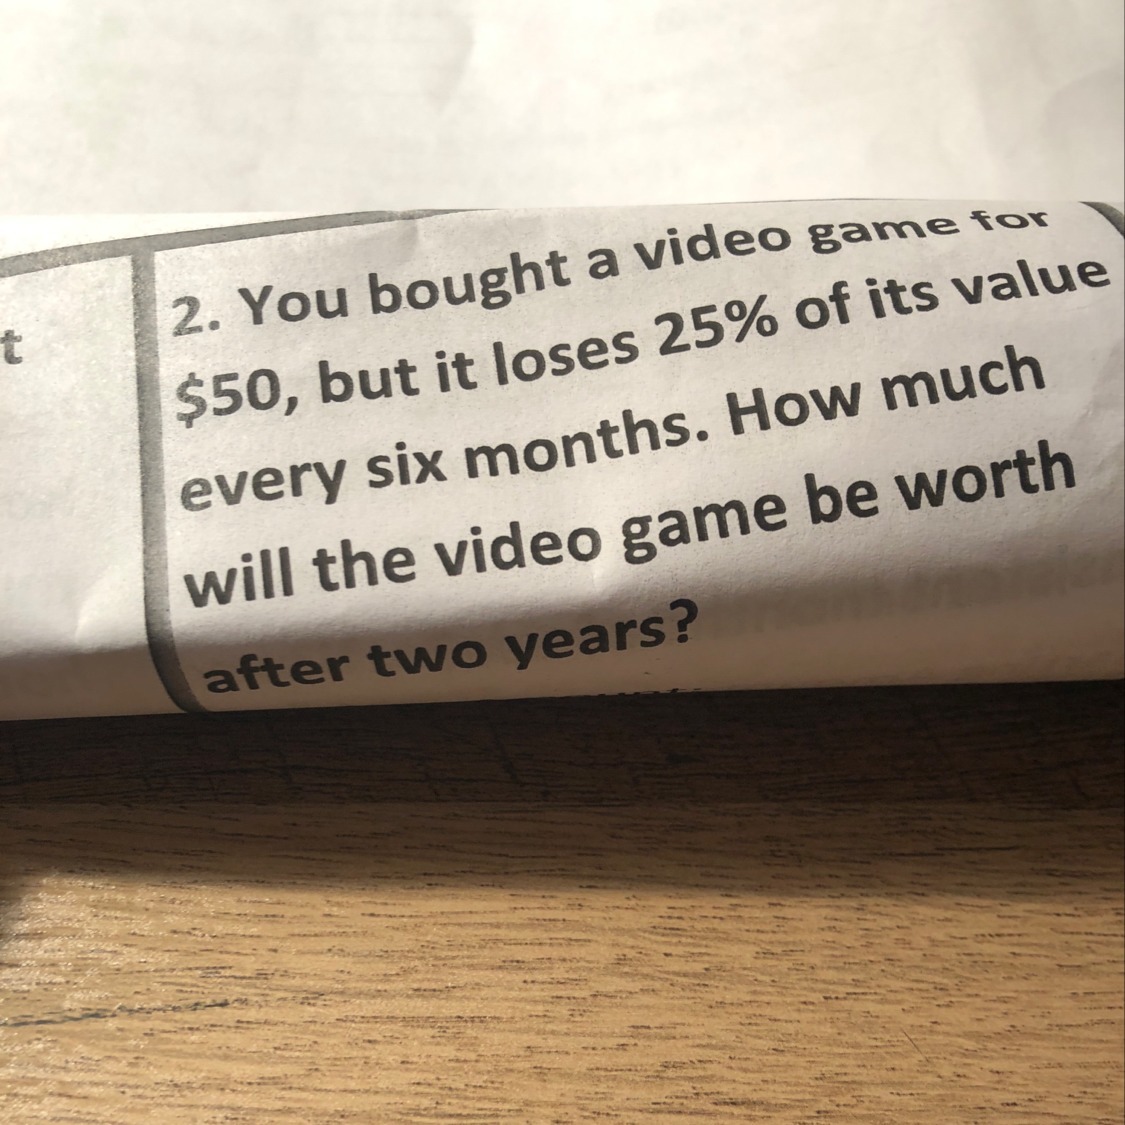 t
2. You bought a video game for
$50, but it loses 25% of its value
every six months. How much
will the video game be worth
after two years?